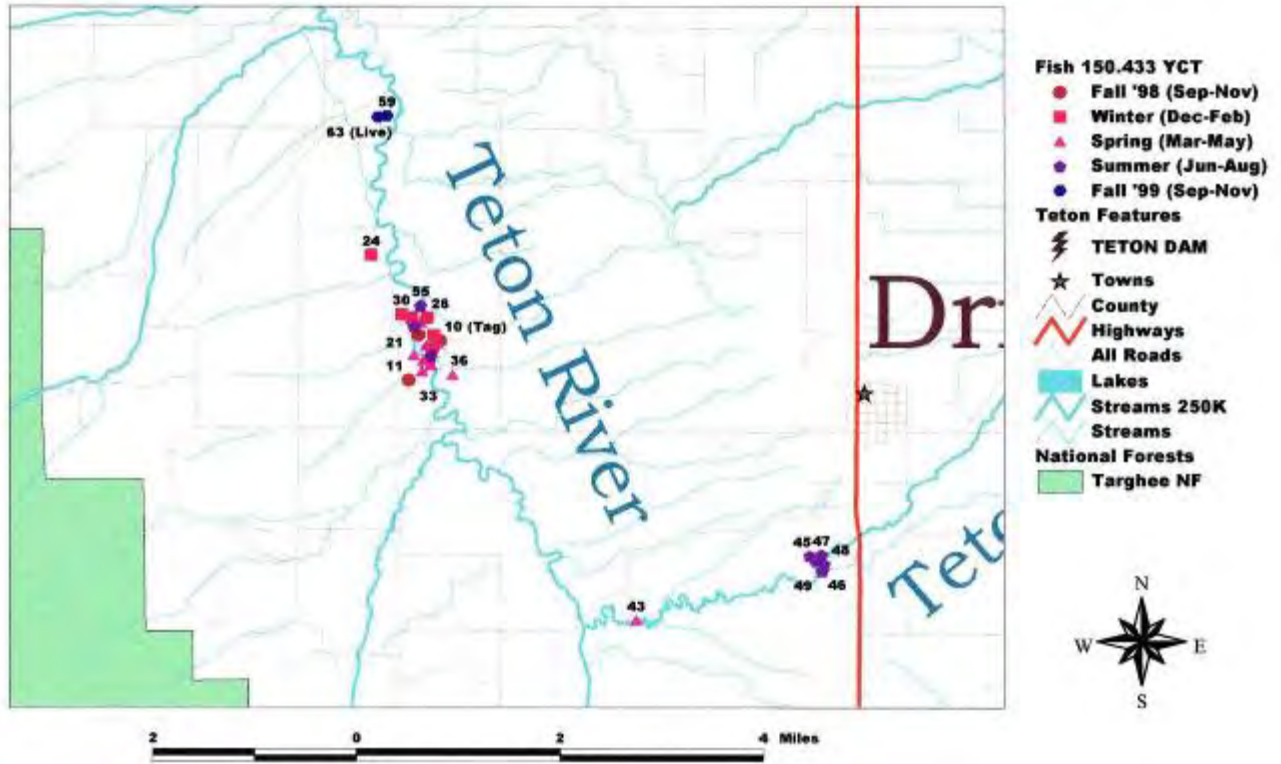 59
63 (Live)
24
55
30
26
10 (Tag)
21
11
36
33
45
47
48
49
46
43
Teton River
Dr
Teto
Fish 150.433 YCT
Fall '98 (Sep-Nov)
Winter (Dec-Feb)
Spring (Mar-May)
Summer (Jun-Aug)
Fall '99 (Sep-Nov)
Teton Features
TETON DAM
Towns
County
Highways
All Roads
Lakes
Streams 250K
Streams
National Forests
Targhee NF
N
W E
S
2 0 2 4 Miles